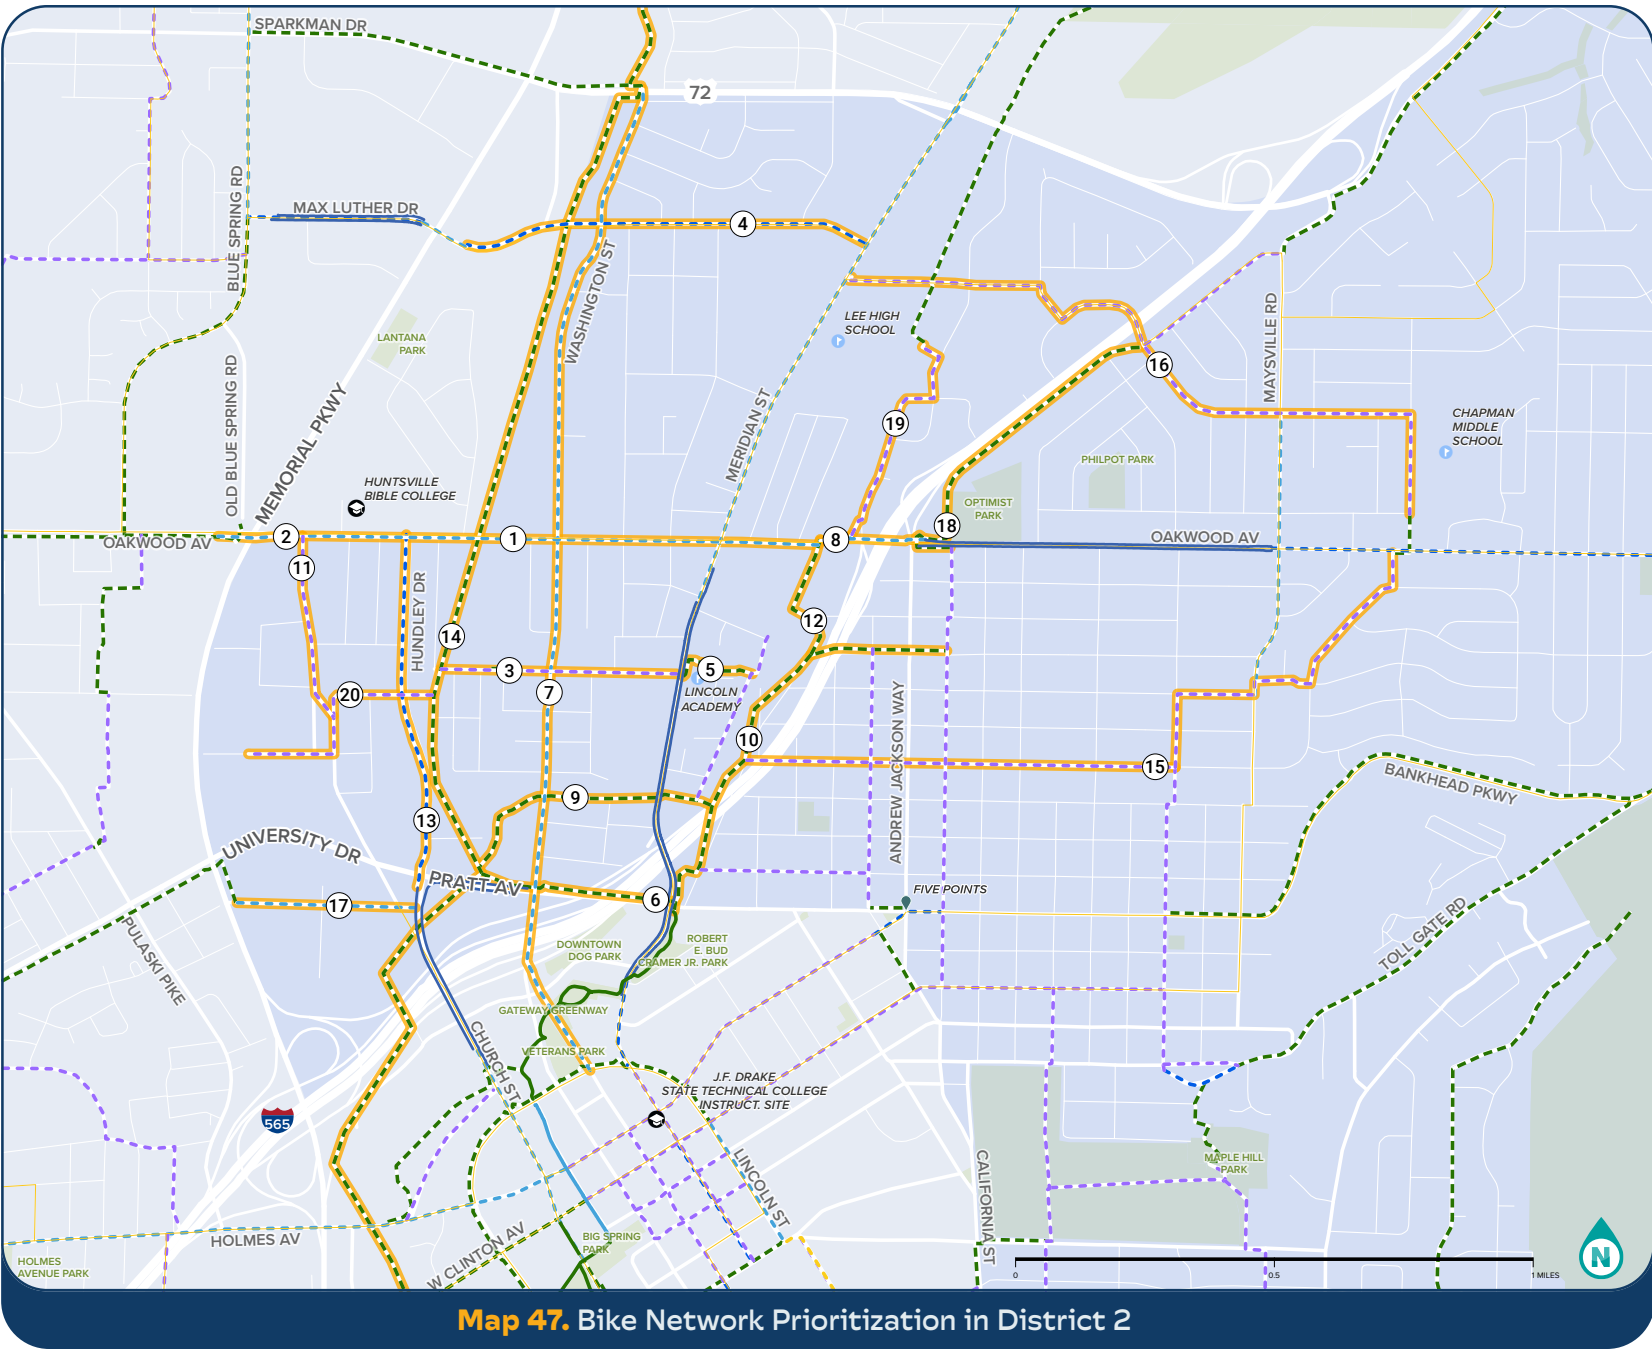 SPARKMAN DR
72
BLUE SPRING RD
MAX LUTHER DR
4
WASHINGTON ST
LANTANA
PARK
LEE HIGH
SCHOOL
MAYSVILLE RD
16
OLD BLUE SPRING RD
MEMORIAL PKWY
MERIDIAN ST
19
CHAPMAN
MIDDLE
SCHOOL
PHILPOT PARK
HUNTSVILLE
BIBLE COLLEGE
OPTIMIST
PARK
18
2
1
8
OAKWOOD AV
OAKWOOD AV
11
HUNDLEY DR
12
14
3
5
LINCOLN
ACADEMY
20
7
ANDREW JACKSON WAY
10
15
BANKHEAD PKWY
9
13
UNIVERSITY DR
PRATT AV
6
17
FIVE POINTS
PULASKI PIKE
DOWNTOWN
DOG PARK
ROBERT
E. BUD
CRAMER JR. PARK
TOLL GATE RD
GATEWAY GREENWAY
CHURCH ST
VETERANS PARK
J.F. DRAKE
STATE TECHNICAL COLLEGE
INSTRUCT. SITE
565
LINCOLN ST
CALIFORNIA ST
MAPLE HILL
PARK
HOLMES AV
BIG SPRING
PARK
W CLINTON AV
HOLMES
AVENUE PARK
N
0
0.5
1 MILES
Map 47. Bike Network Prioritization in District 2